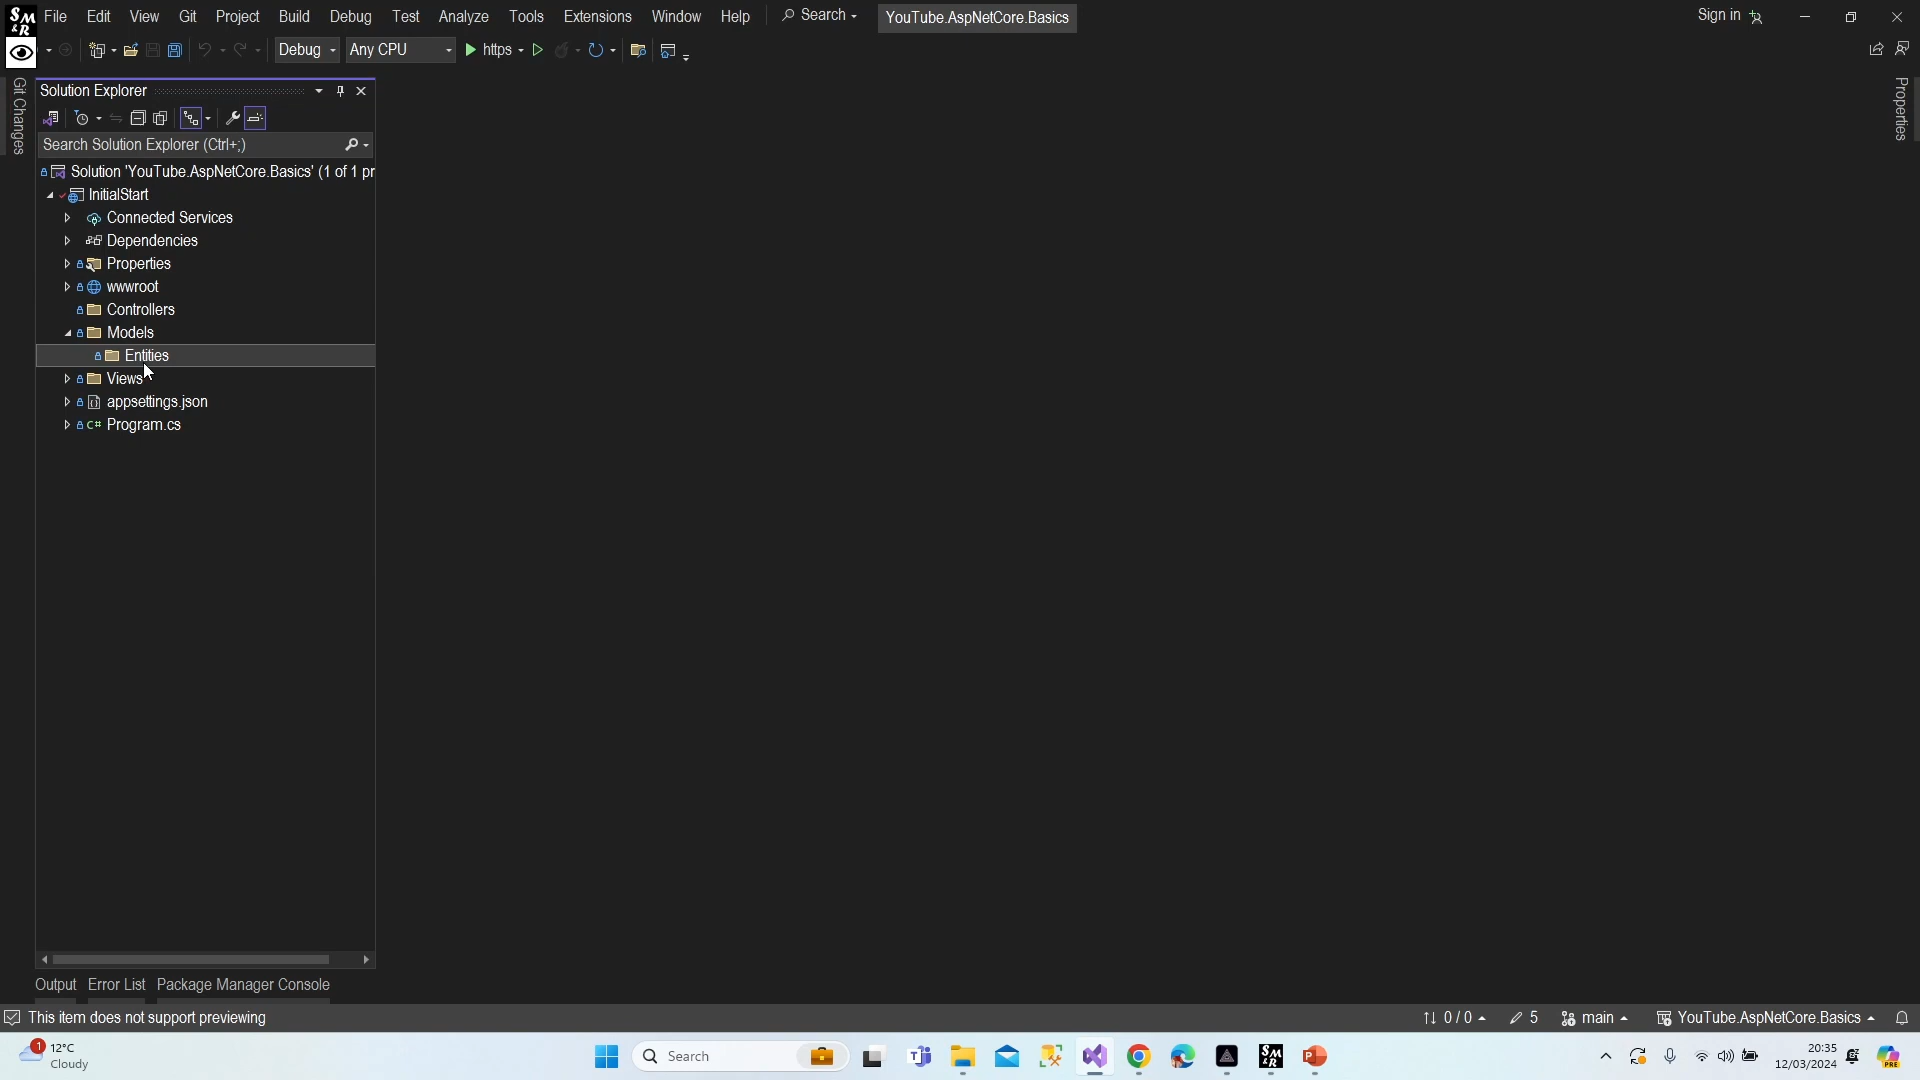 S
M
&
R
File Edit View Git Project Build Debug Test Analyze Tools Extensions Window Help Search YouTube.AspNetCore.Basics Sign in
Debug Any CPU https
Git Changes
Solution Explorer
Properties
Search Solution Explorer (Ctrl+;)
Solution 'YouTube.AspNetCore.Basics' (1 of 1 pr
InitialStart
Connected Services
Dependencies
Properties
wwwroot
Controllers
Models
Entities
Views
appsettings.json
C# Program.cs
Output Error List Package Manager Console
This item does not support previewing 0 / 0 5 main YouTube.AspNetCore.Basics
1 12°C
Cloudy
Search
S
M
&
R
20:35
12/03/2024
PRE